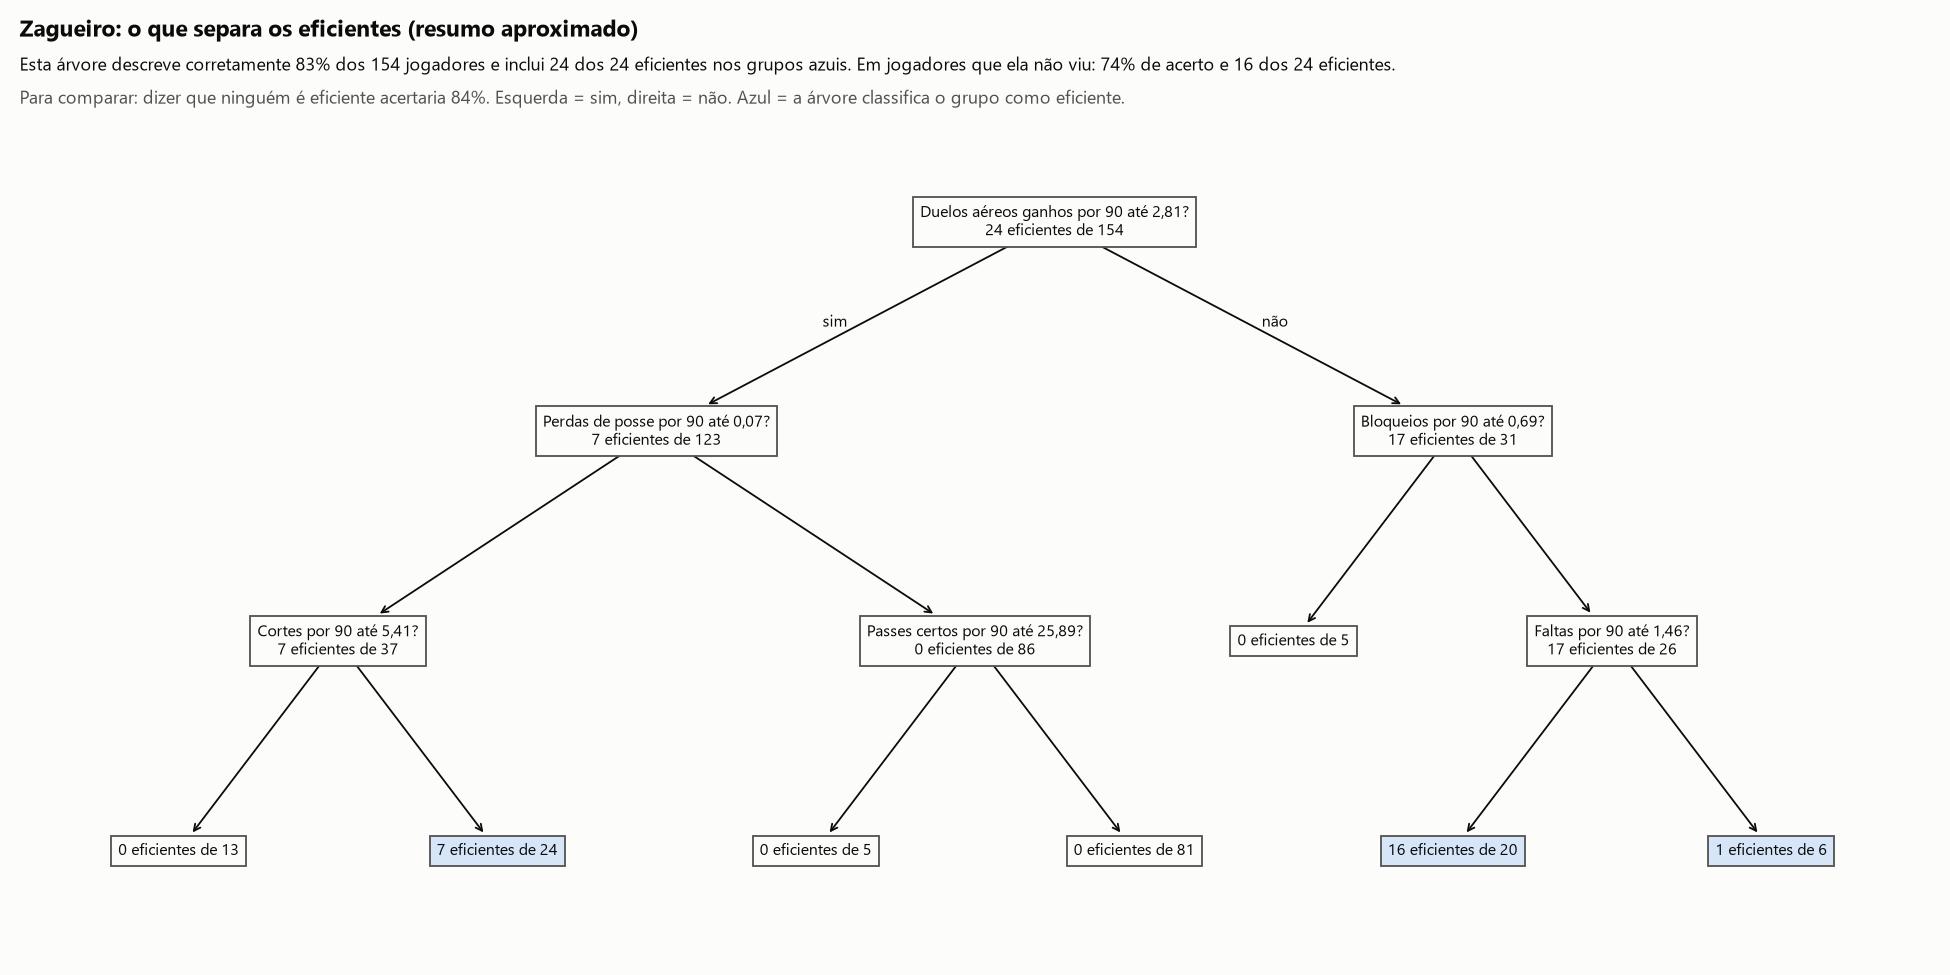 Zagueiro: o que separa os eficientes (resumo aproximado)
Esta árvore descreve corretamente 83% dos 154 jogadores e inclui 24 dos 24 eficientes nos grupos azuis. Em jogadores que ela não viu: 74% de acerto e 16 dos 24 eficientes.
Para comparar: dizer que ninguém é eficiente acertaria 84%. Esquerda = sim, direita = não. Azul = a árvore classifica o grupo como eficiente.
Duelos aéreos ganhos por 90 até 2,81?
24 eficientes de 154
sim
não
Perdas de posse por 90 até 0,07?
7 eficientes de 123
Bloqueios por 90 até 0,69?
17 eficientes de 31
Cortes por 90 até 5,41?
7 eficientes de 37
Passes certos por 90 até 25,89?
0 eficientes de 86
0 eficientes de 5
Faltas por 90 até 1,46?
17 eficientes de 26
0 eficientes de 13
7 eficientes de 24
0 eficientes de 5
0 eficientes de 81
16 eficientes de 20
1 eficientes de 6